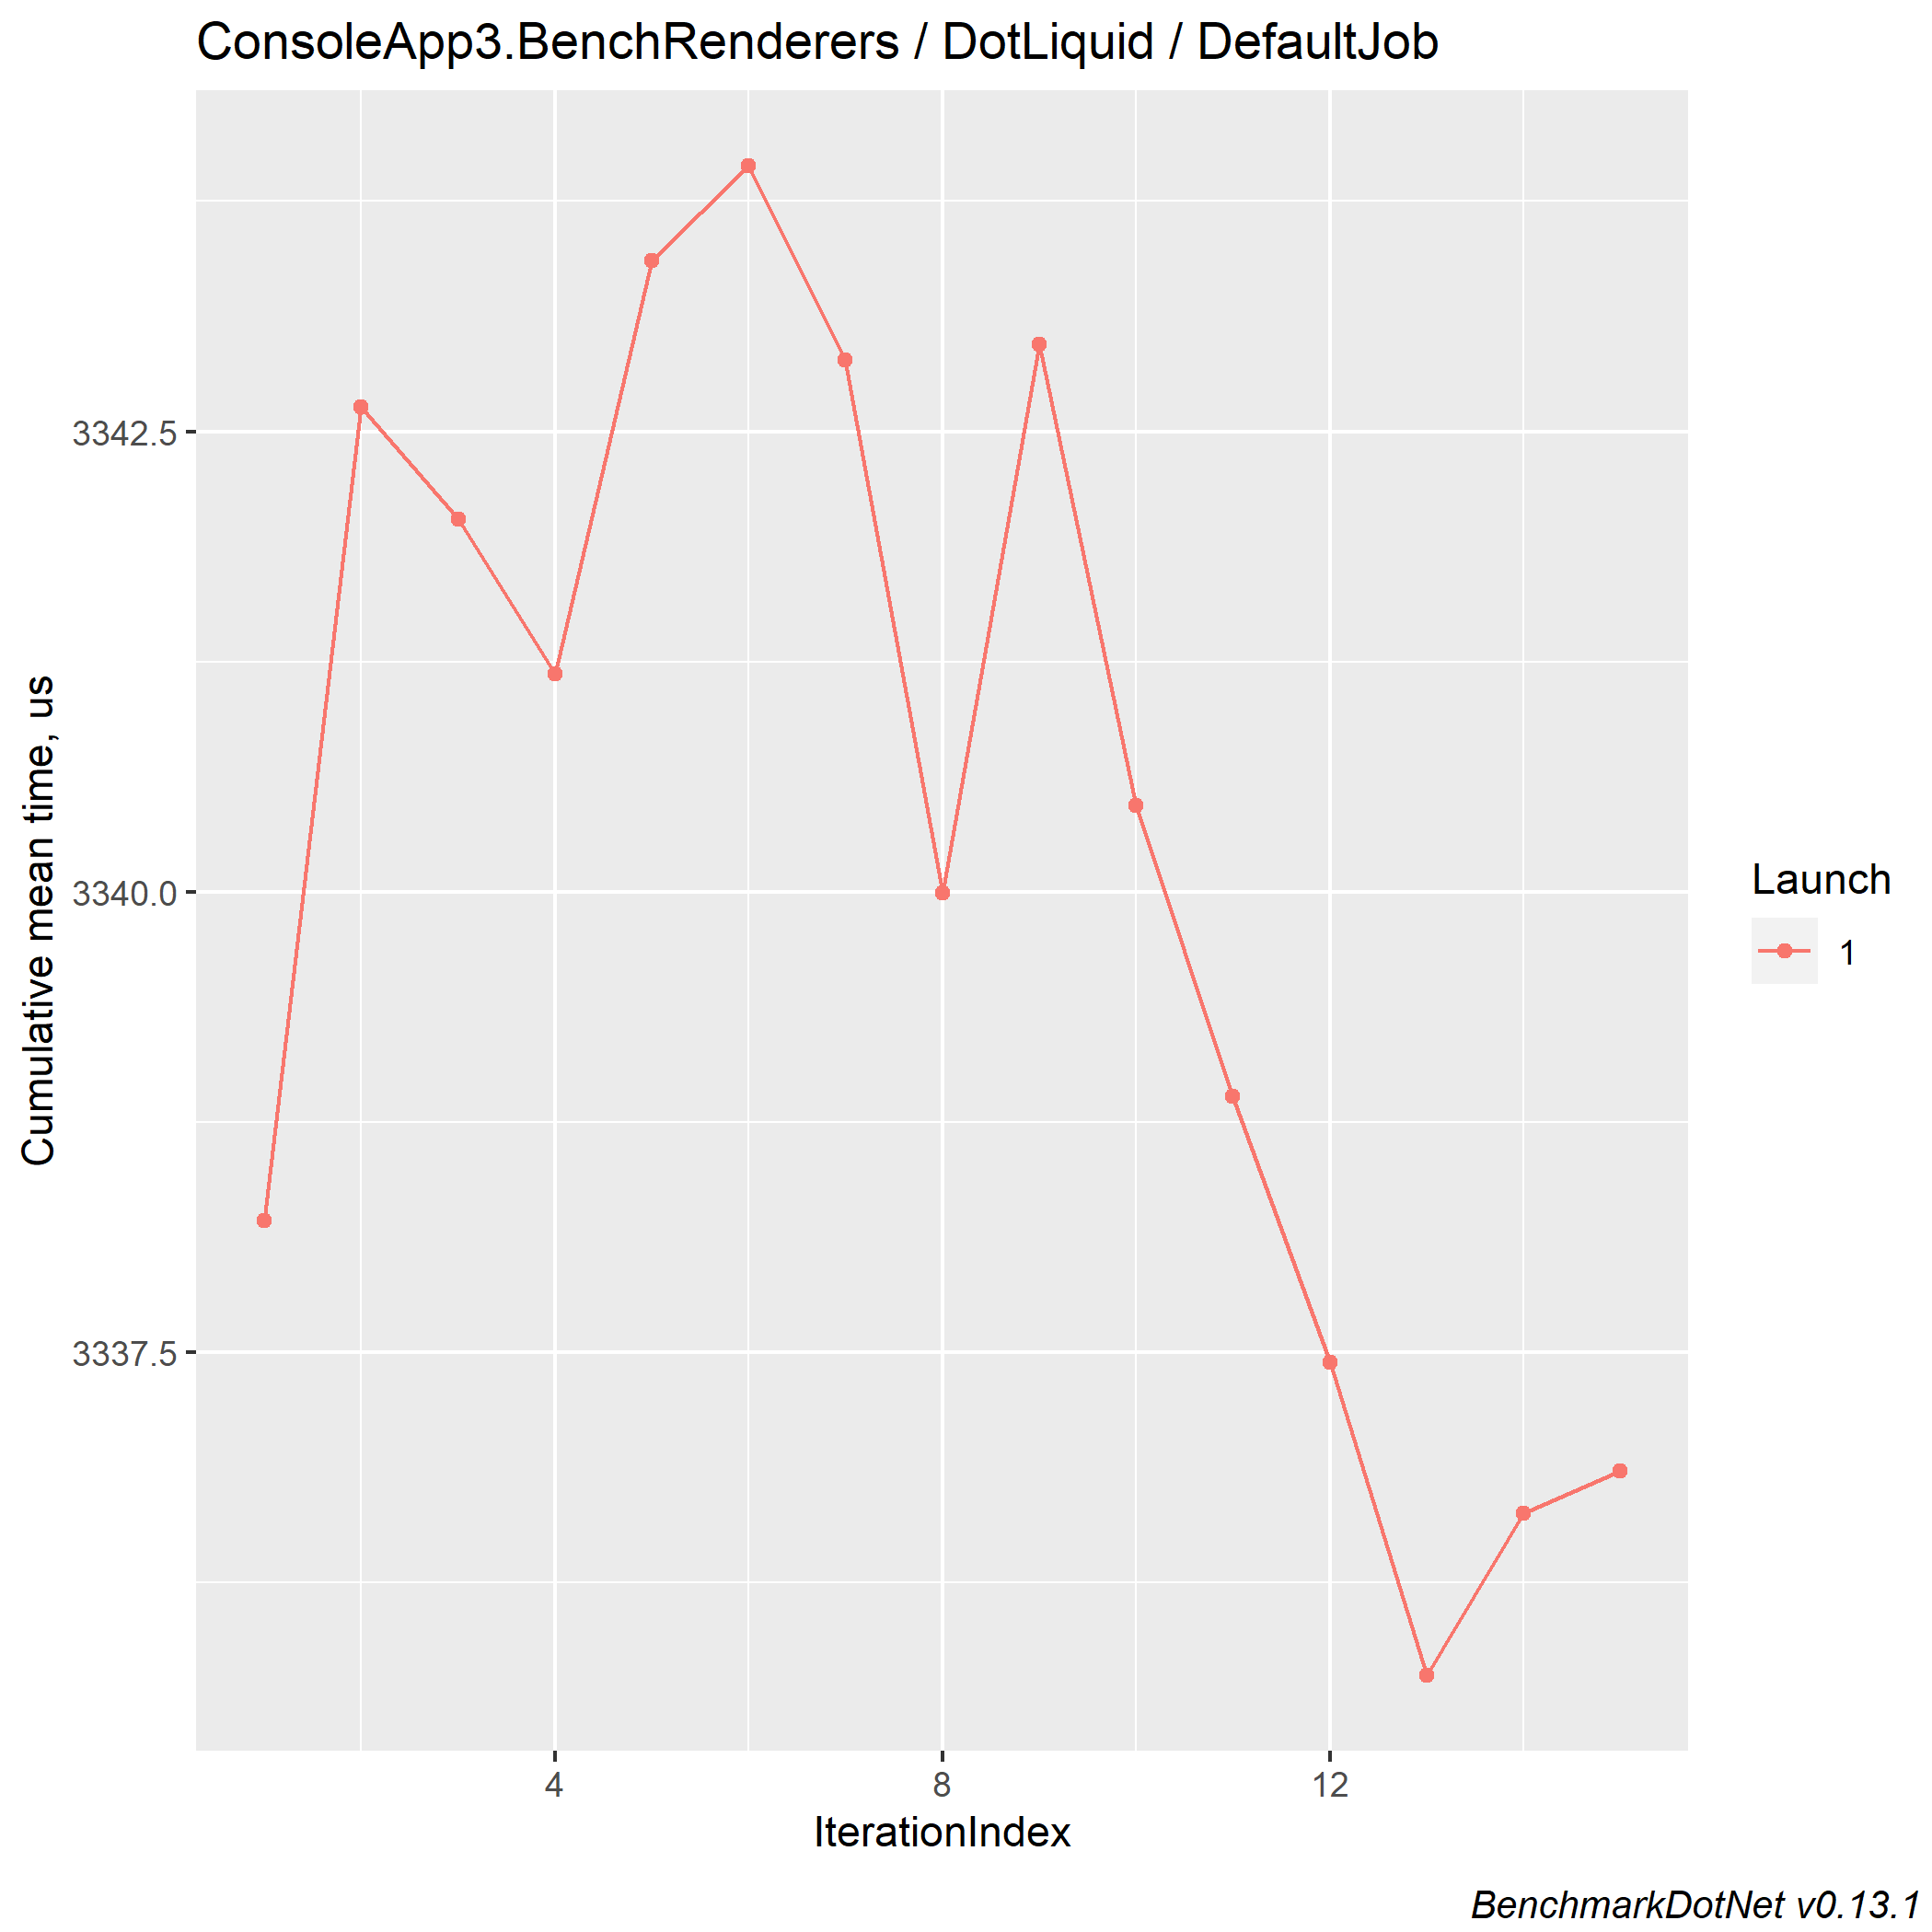 ConsoleApp3.BenchRenderers / DotLiquid / DefaultJob
Cumulative mean time, us
3342.5
3340.0
3337.5
4
8
12
IterationIndex
Launch
1
BenchmarkDotNet v0.13.1